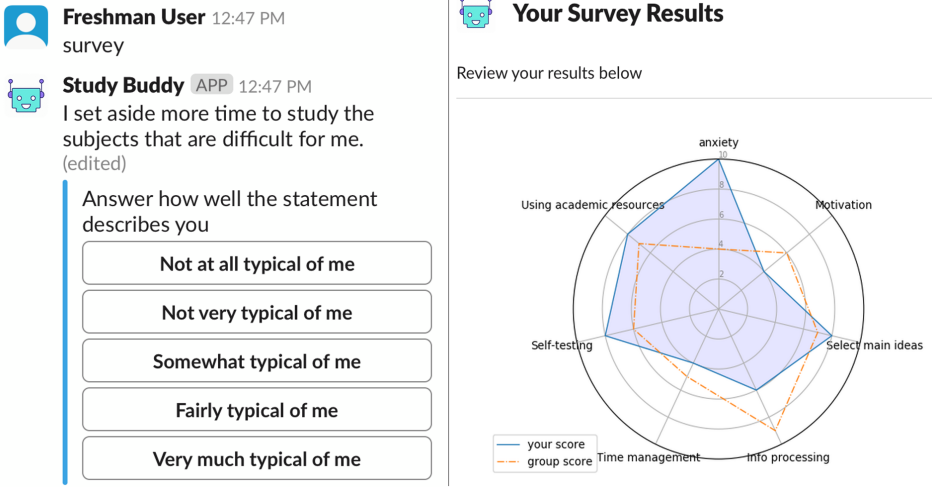 Freshman User 12:47 PM
survey
Study Buddy APP 12:47 PM
I set aside more time to study the
subjects that are difficult for me.
(edited)
Answer how well the statement
describes you
Not at all typical of me
Not very typical of me
Somewhat typical of me
Fairly typical of me
Very much typical of me
Your Survey Results
Review your results below
anxiety
10
8
6
4
2
Using academic resources
Motivation
Self-testing
Select main ideas
Time management
Info processing
your score
group score